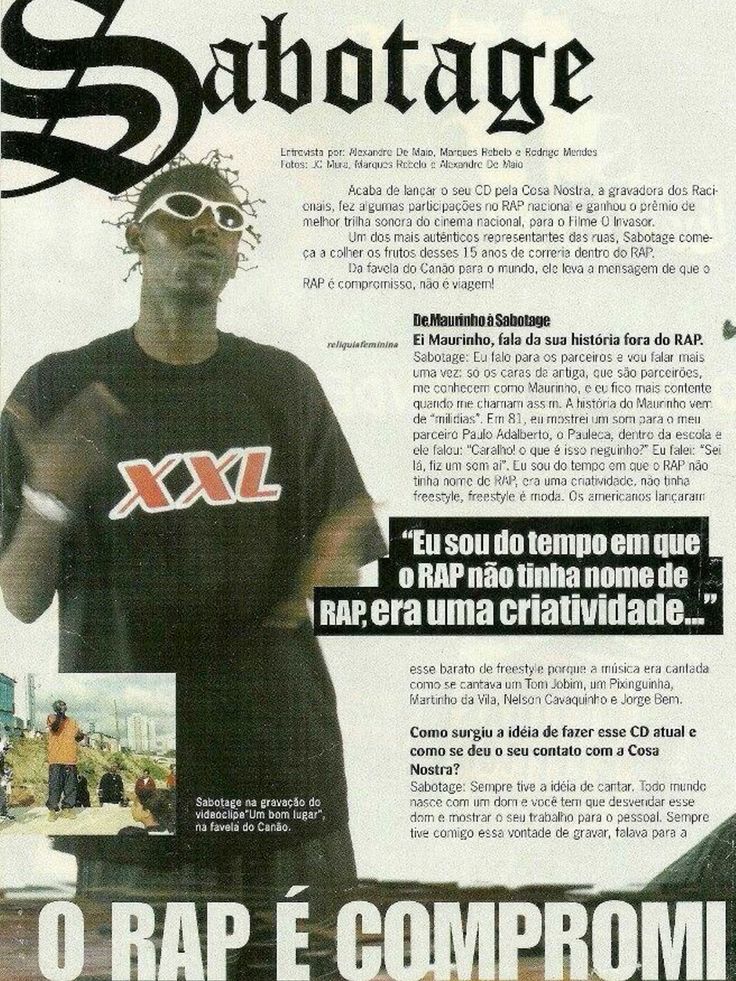 Sabotage
Entrevista por: Alexandre De Maio, Marques Rebelo e Rodrigo Mendes
Fotos: JC Mura, Marques Rebelo e Alexandre De Maio
Acaba de lançar o seu CD pela Cosa Nostra, a gravadora dos Raci-
onais, fez algumas participações no RAP nacional e ganhou o prêmio de
melhor trilha sonora do cinema nacional, para o Filme O Invasor.
Um dos mais autênticos representantes das ruas, Sabotage come-
ça a colher os frutos desses 15 anos de correria dentro do RAP.
Da favela do Canão para o mundo, ele leva a mensagem de que o
RAP é compromisso, não é viagem!
De Maurinho à Sabotage
Ei Maurinho, fala da sua história fora do RAP.
reliquiafeminina
Sabotage: Eu falo para os parceiros e vou falar mais
uma vez: só os caras da antiga, que são parceirões,
me conhecem como Maurinho, e eu fico mais contente
quando me chamam assim. A história do Maurinho vem
de "milidias". Em 81, eu mostrei um som para o meu
parceiro Paulo Adalberto, o Pauleca, dentro da escola e
ele falou: "Caralho! o que é isso neguinho?" Eu falei: "Sei
lá, fiz um som aí". Eu sou do tempo em que o RAP não
tinha nome de RAP, era uma criatividade, não tinha
freestyle, freestyle é moda. Os americanos lançaram
XXL
"Eu sou do tempo em que
o RAP não tinha nome de
RAP, era uma criatividade..."
esse barato de freestyle porque a música era cantada
como se cantava um Tom Jobim, um Pixinguinha,
Martinho da Vila, Nelson Cavaquinho e Jorge Bem.
Como surgiu a idéia de fazer esse CD atual e
como se deu o seu contato com a Cosa
Nostra?
Sabotage: Sempre tive a idéia de cantar. Todo mundo
nasce com um dom e você tem que desvendar esse
dom e mostrar o seu trabalho para o pessoal. Sempre
tive comigo essa vontade de gravar, falava para a
Sabotage na gravação do
videoclipe"Um bom lugar",
na favela do Canão.
O RAP É COMPROMI